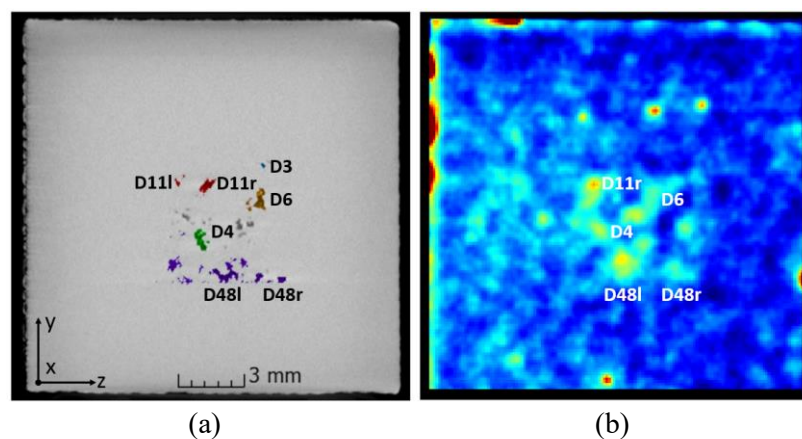 D3
D11l D11r
D6
D4
D48l D48r
y
x
z
3 mm
D11r
D6
D4
D48l D48r
(a) (b)